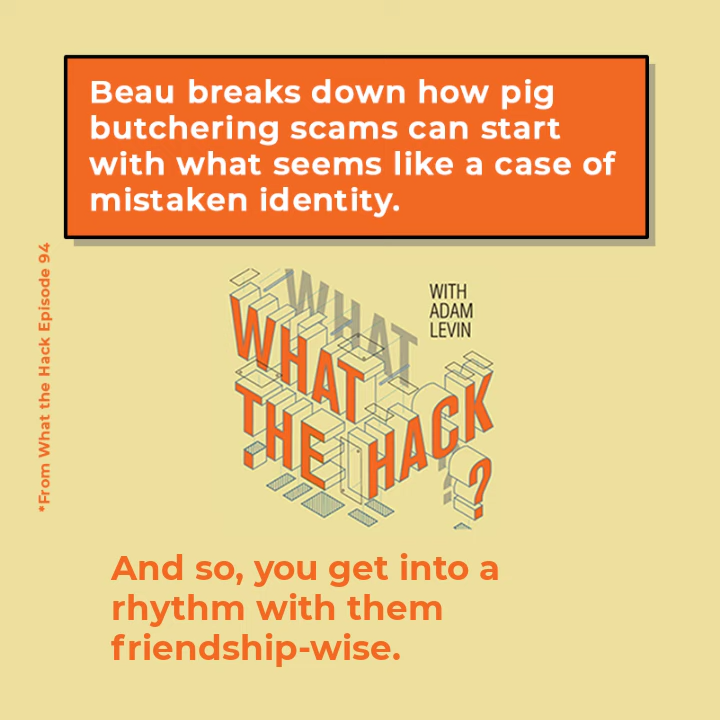 Beau breaks down how pig
butchering scams can start
with what seems like a case of
mistaken identity.
*From What the Hack Episode 94
WITH
ADAM
LEVIN
WHAT
WHAT
THE HACK
?
And so, you get into a
rhythm with them
friendship-wise.